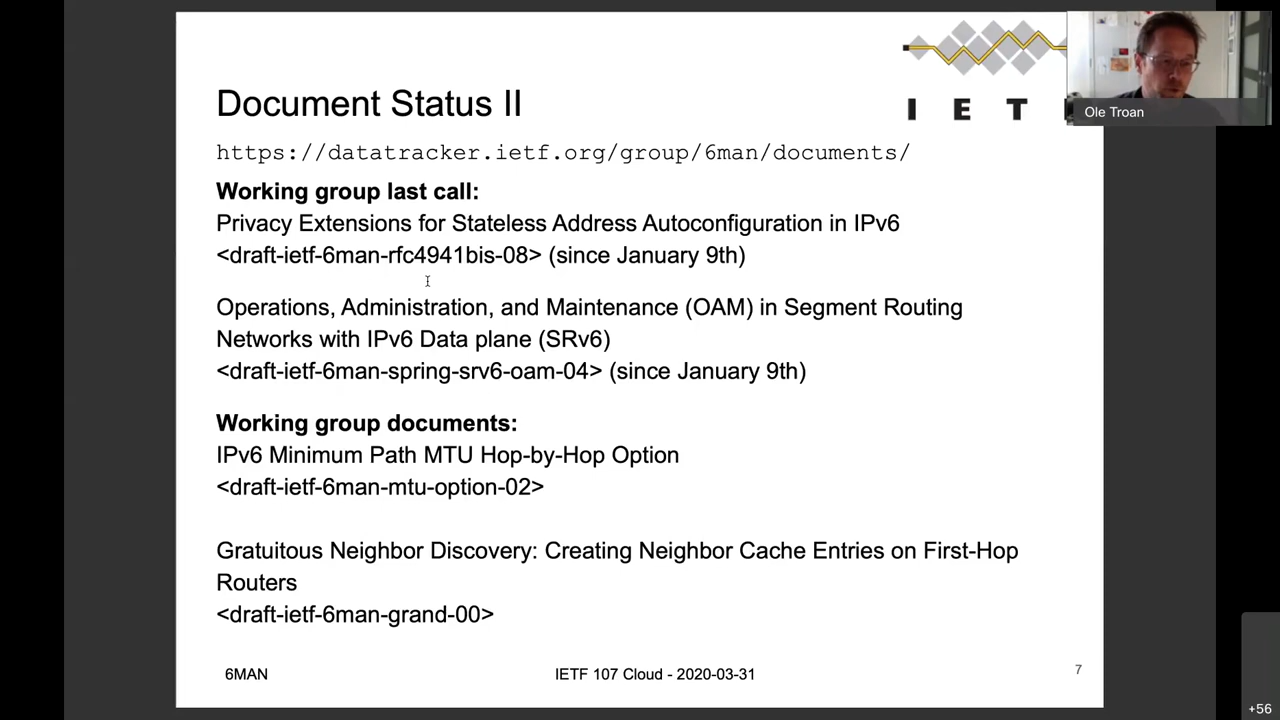 Document Status II
I E T
Ole Troan
https://datatracker.ietf.org/group/6man/documents/
Working group last call:
Privacy Extensions for Stateless Address Autoconfiguration in IPv6
<draft-ietf-6man-rfc4941bis-08> (since January 9th)
Operations, Administration, and Maintenance (OAM) in Segment Routing
Networks with IPv6 Data plane (SRv6)
<draft-ietf-6man-spring-srv6-oam-04> (since January 9th)
Working group documents:
IPv6 Minimum Path MTU Hop-by-Hop Option
<draft-ietf-6man-mtu-option-02>
Gratuitous Neighbor Discovery: Creating Neighbor Cache Entries on First-Hop
Routers
<draft-ietf-6man-grand-00>
6MAN
IETF 107 Cloud - 2020-03-31
7
+56